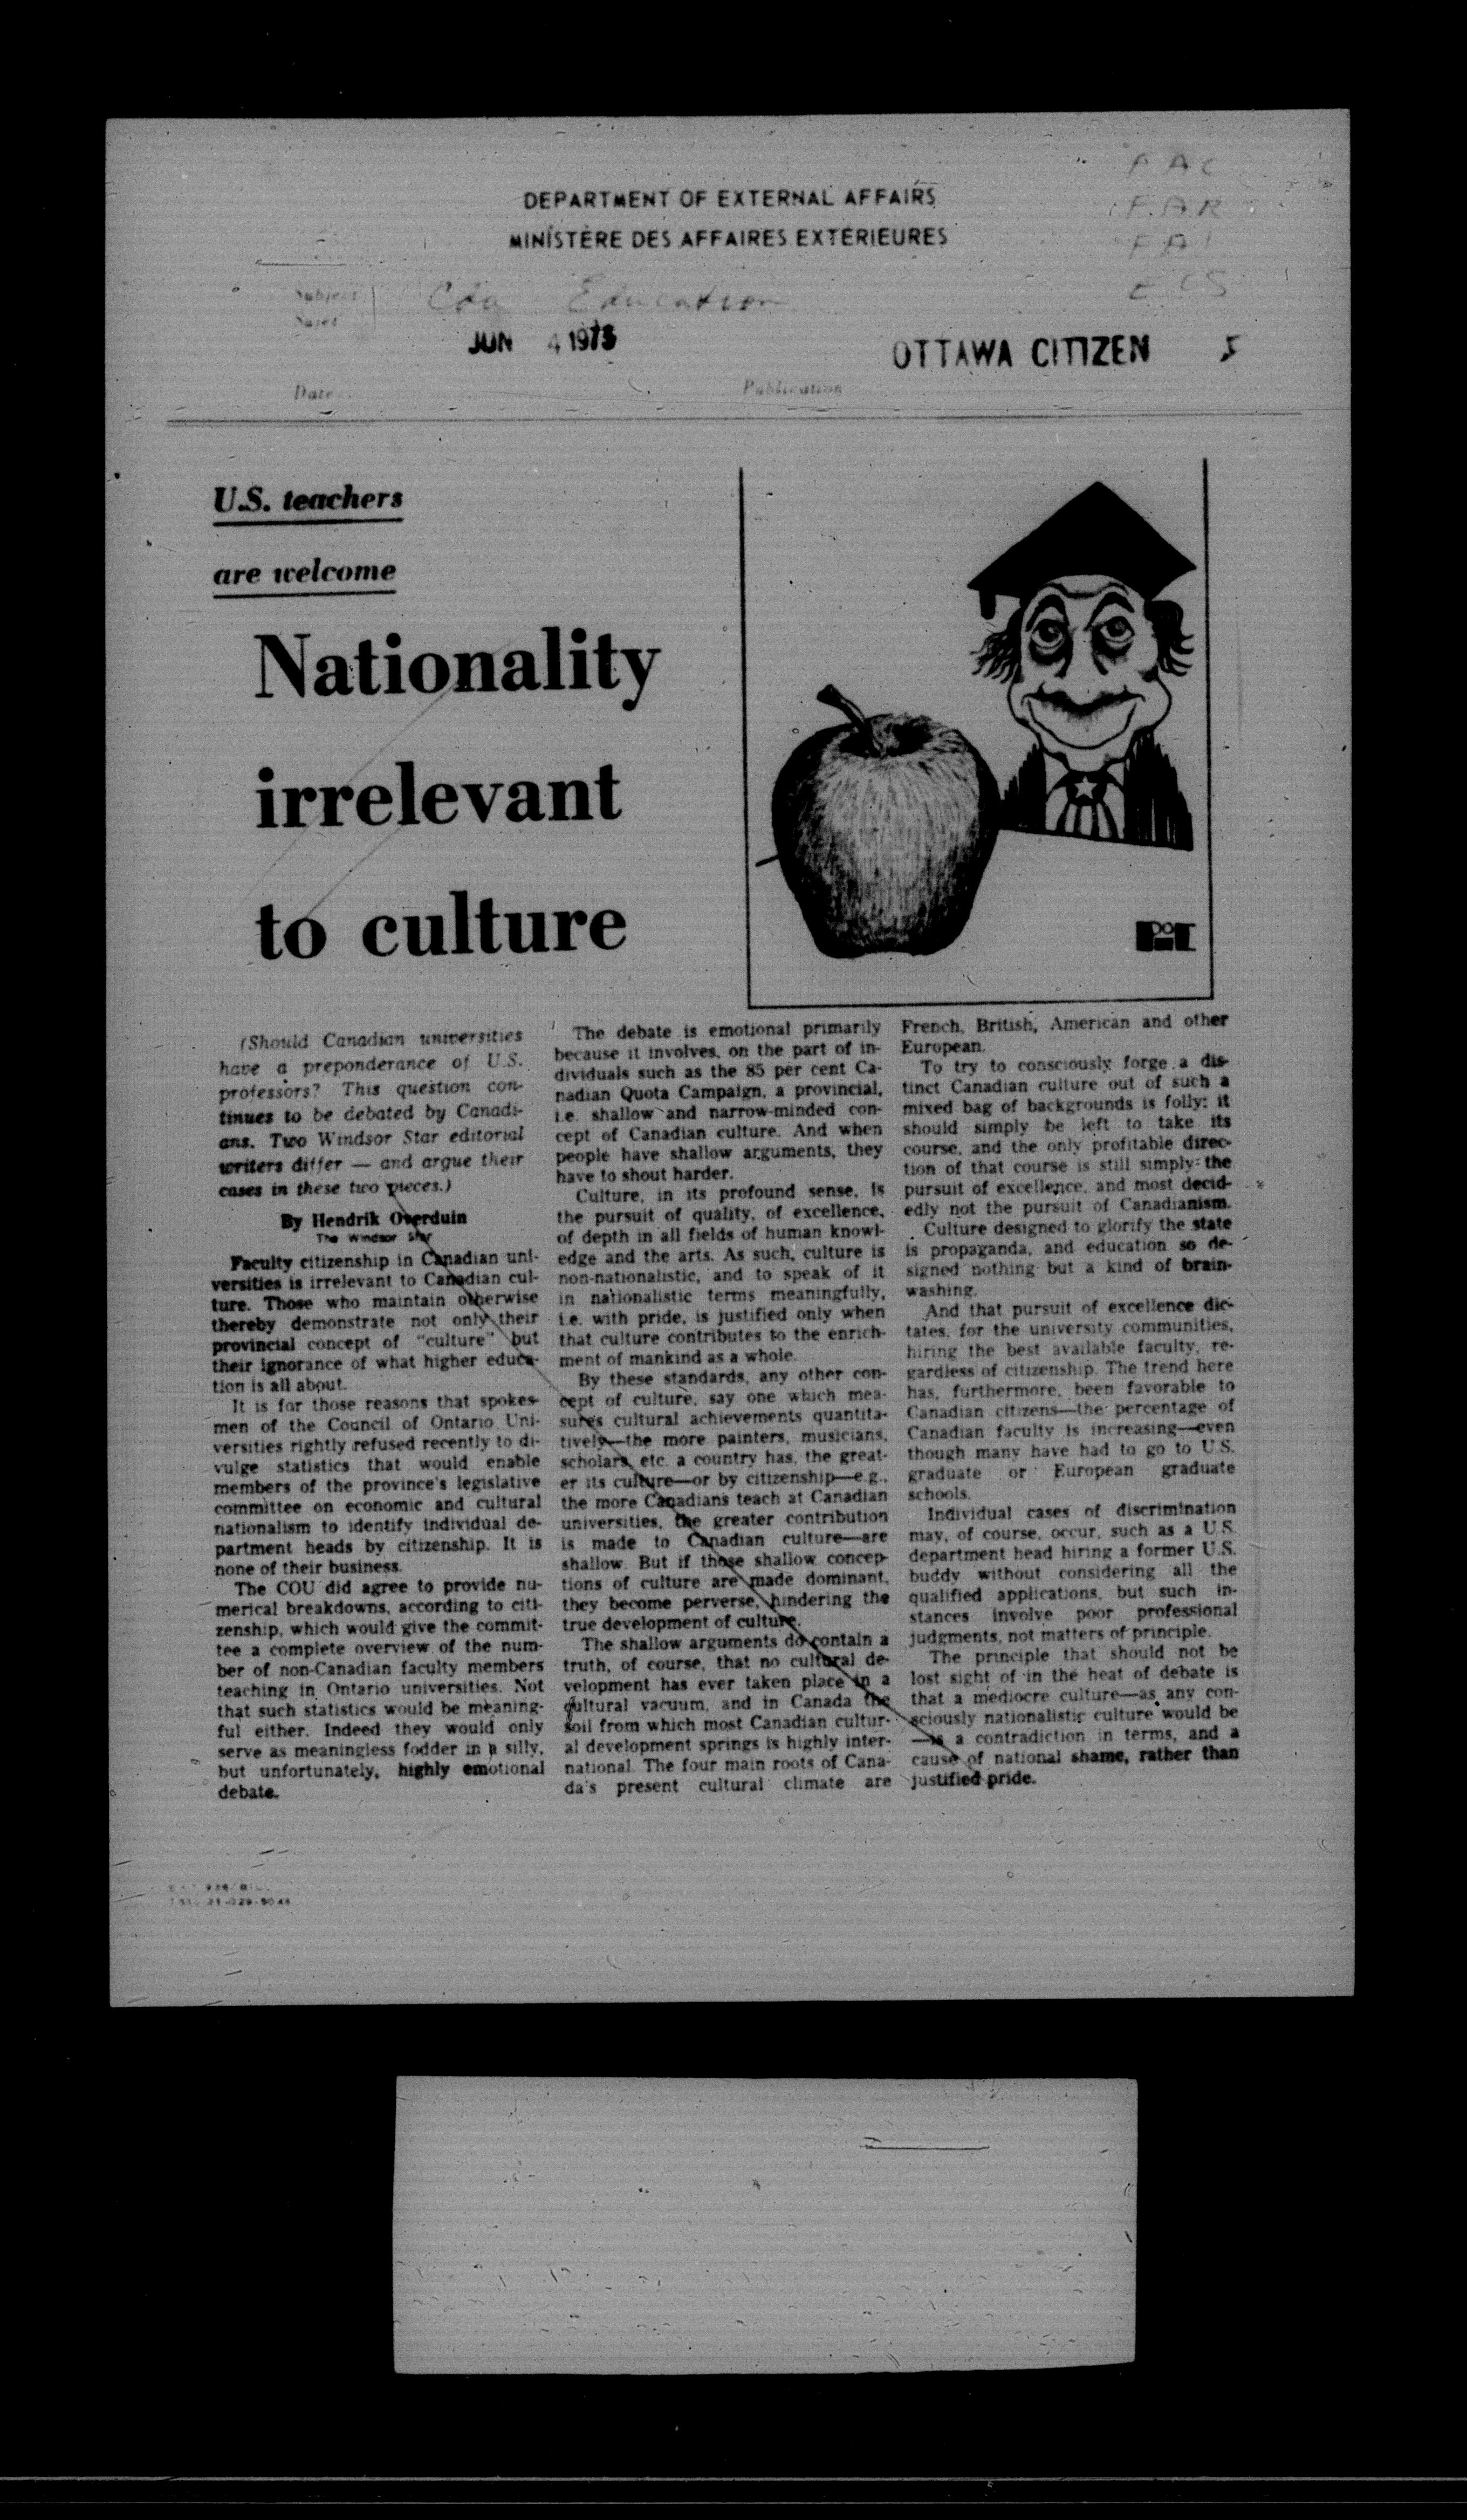 FAC
FAR
FAI
ECS
DEPARTMENT OF EXTERNAL AFFAIRS
MINISTÈRE DES AFFAIRES EXTÉRIEURES
Subject
Sujet
Cda Education
JUN 4 1973
OTTAWA CITIZEN
Date
Publication
U.S. teachers
are welcome
Nationality
irrelevant
to culture
(Should Canadian universities
have a preponderance of U.S.
professors? This question con-
tinues to be debated by Canadi-
ans. Two Windsor Star editorial
writers differ — and argue their
cases in these two pieces.)
By Hendrik Overduin
The Windsor Star
Faculty citizenship in Canadian uni-
versities is irrelevant to Canadian cul-
ture. Those who maintain otherwise
thereby demonstrate not only their
provincial concept of "culture" but
their ignorance of what higher educa-
tion is all about.
It is for those reasons that spokes-
men of the Council of Ontario Uni-
versities rightly refused recently to di-
vulge statistics that would enable
members of the province's legislative
committee on economic and cultural
nationalism to identify individual de-
partment heads by citizenship. It is
none of their business.
The COU did agree to provide nu-
merical breakdowns, according to citi-
zenship, which would give the commit-
tee a complete overview of the num-
ber of non-Canadian faculty members
teaching in Ontario universities. Not
that such statistics would be meaning-
ful either. Indeed they would only
serve as meaningless fodder in a silly,
but unfortunately, highly emotional
debate.
The debate is emotional primarily
because it involves, on the part of in-
dividuals such as the 85 per cent Ca-
nadian Quota Campaign, a provincial,
i.e. shallow and narrow-minded con-
cept of Canadian culture. And when
people have shallow arguments, they
have to shout harder.
Culture, in its profound sense, is
the pursuit of quality, of excellence,
of depth in all fields of human knowl-
edge and the arts. As such, culture is
non-nationalistic, and to speak of it
in nationalistic terms meaningfully,
i.e. with pride, is justified only when
that culture contributes to the enrich-
ment of mankind as a whole.
By these standards, any other con-
cept of culture, say one which mea-
sures cultural achievements quantita-
tively—the more painters, musicians,
scholars, etc. a country has, the great-
er its culture—or by citizenship—e.g.,
the more Canadians teach at Canadian
universities, the greater contribution
is made to Canadian culture—are
shallow. But if those shallow concep-
tions of culture are made dominant,
they become perverse, hindering the
true development of culture.
The shallow arguments do contain a
truth, of course, that no cultural de-
velopment has ever taken place in a
cultural vacuum, and in Canada the
soil from which most Canadian cultur-
al development springs is highly inter-
national. The four main roots of Cana-
da's present cultural climate are
French, British, American and other
European.
To try to consciously forge a dis-
tinct Canadian culture out of such a
mixed bag of backgrounds is folly: it
should simply be left to take its
course, and the only profitable direc-
tion of that course is still simply the
pursuit of excellence, and most decid-
edly not the pursuit of Canadianism.
Culture designed to glorify the state
is propaganda, and education so de-
signed nothing but a kind of brain-
washing.
And that pursuit of excellence dic-
tates, for the university communities,
hiring the best available faculty, re-
gardless of citizenship. The trend here
has, furthermore, been favorable to
Canadian citizens—the percentage of
Canadian faculty is increasing—even
though many have had to go to U.S.
graduate or European graduate
schools.
Individual cases of discrimination
may, of course, occur, such as a U.S.
department head hiring a former U.S.
buddy without considering all the
qualified applications, but such in-
stances involve poor professional
judgments, not matters of principle.
The principle that should not be
lost sight of in the heat of debate is
that a mediocre culture—as any con-
sciously nationalistic culture would be
—is a contradiction in terms, and a
cause of national shame, rather than
justified pride.